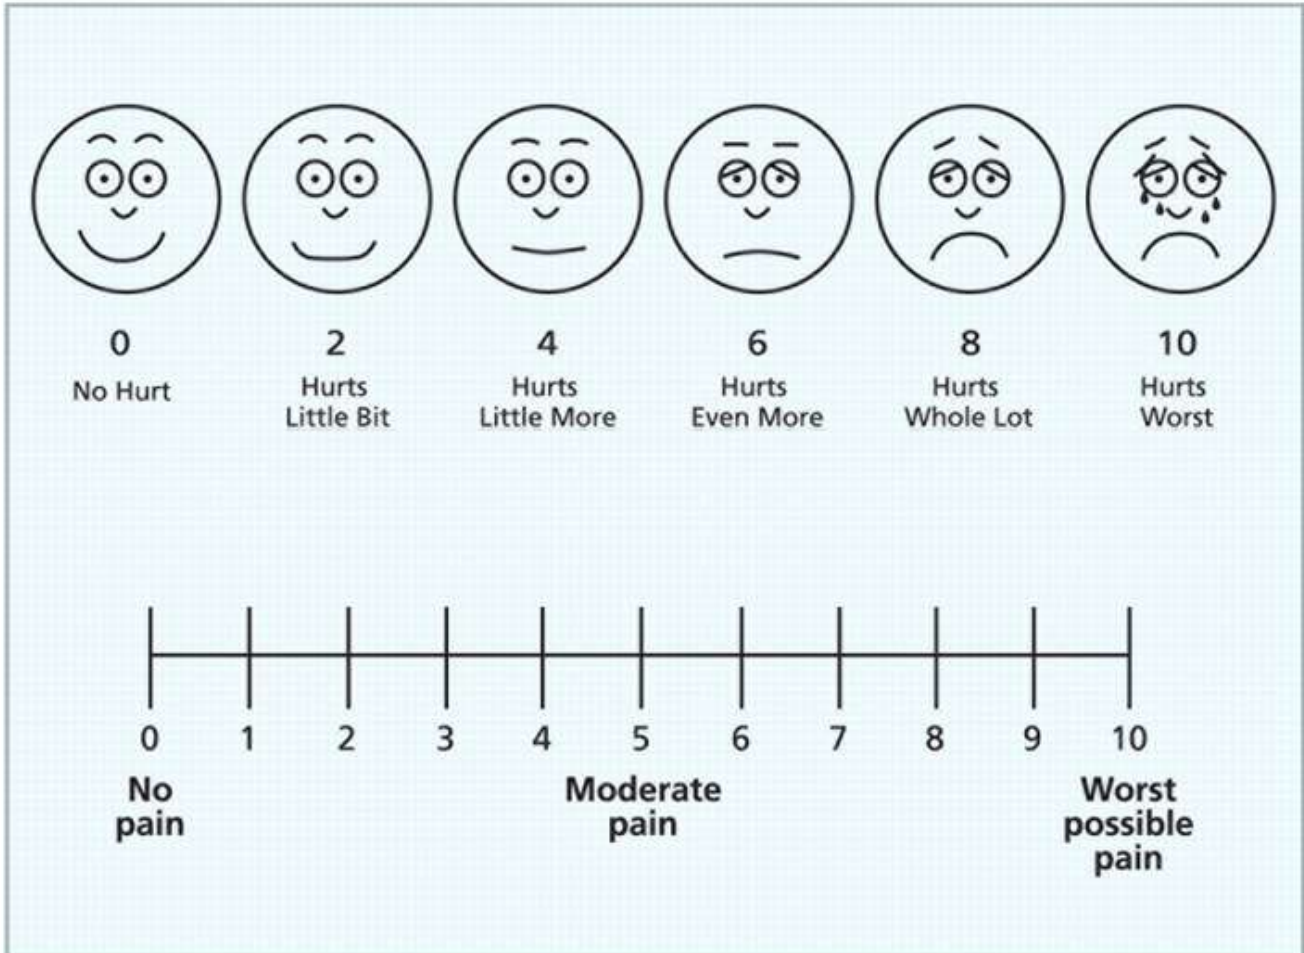 0 2 4 6 8 10
No Hurt
Hurts
Little Bit
Hurts
Little More
Hurts
Even More
Hurts
Whole Lot
Hurts
Worst
0 1 2 3 4 5 6 7 8 9 10
No
pain
Moderate
pain
Worst
possible
pain